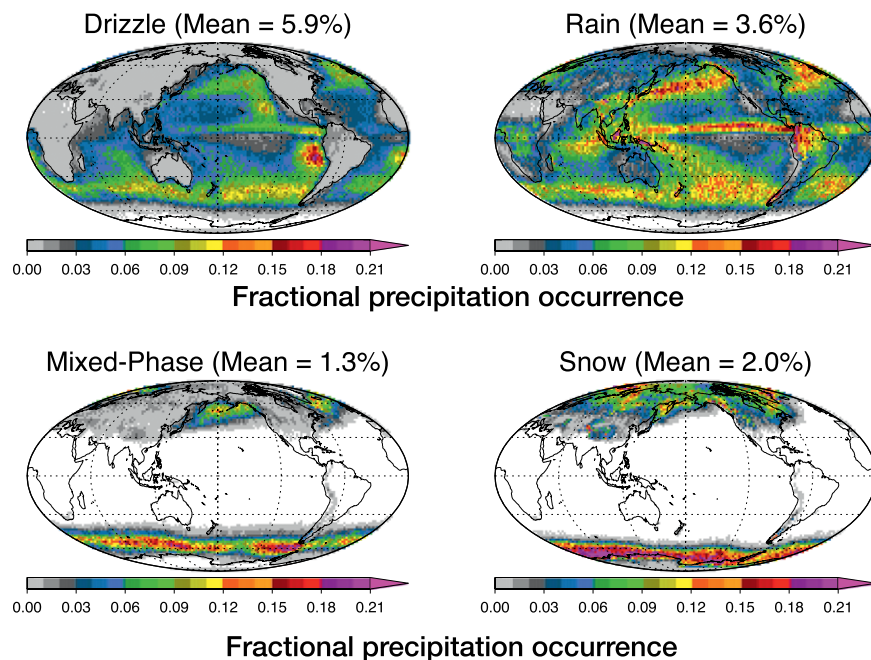 Drizzle (Mean = 5.9%)
Rain (Mean = 3.6%)
0.00 0.03 0.06 0.09 0.12 0.15 0.18 0.21
0.00 0.03 0.06 0.09 0.12 0.15 0.18 0.21
Fractional precipitation occurrence
Mixed-Phase (Mean = 1.3%)
Snow (Mean = 2.0%)
0.00 0.03 0.06 0.09 0.12 0.15 0.18 0.21
0.00 0.03 0.06 0.09 0.12 0.15 0.18 0.21
Fractional precipitation occurrence